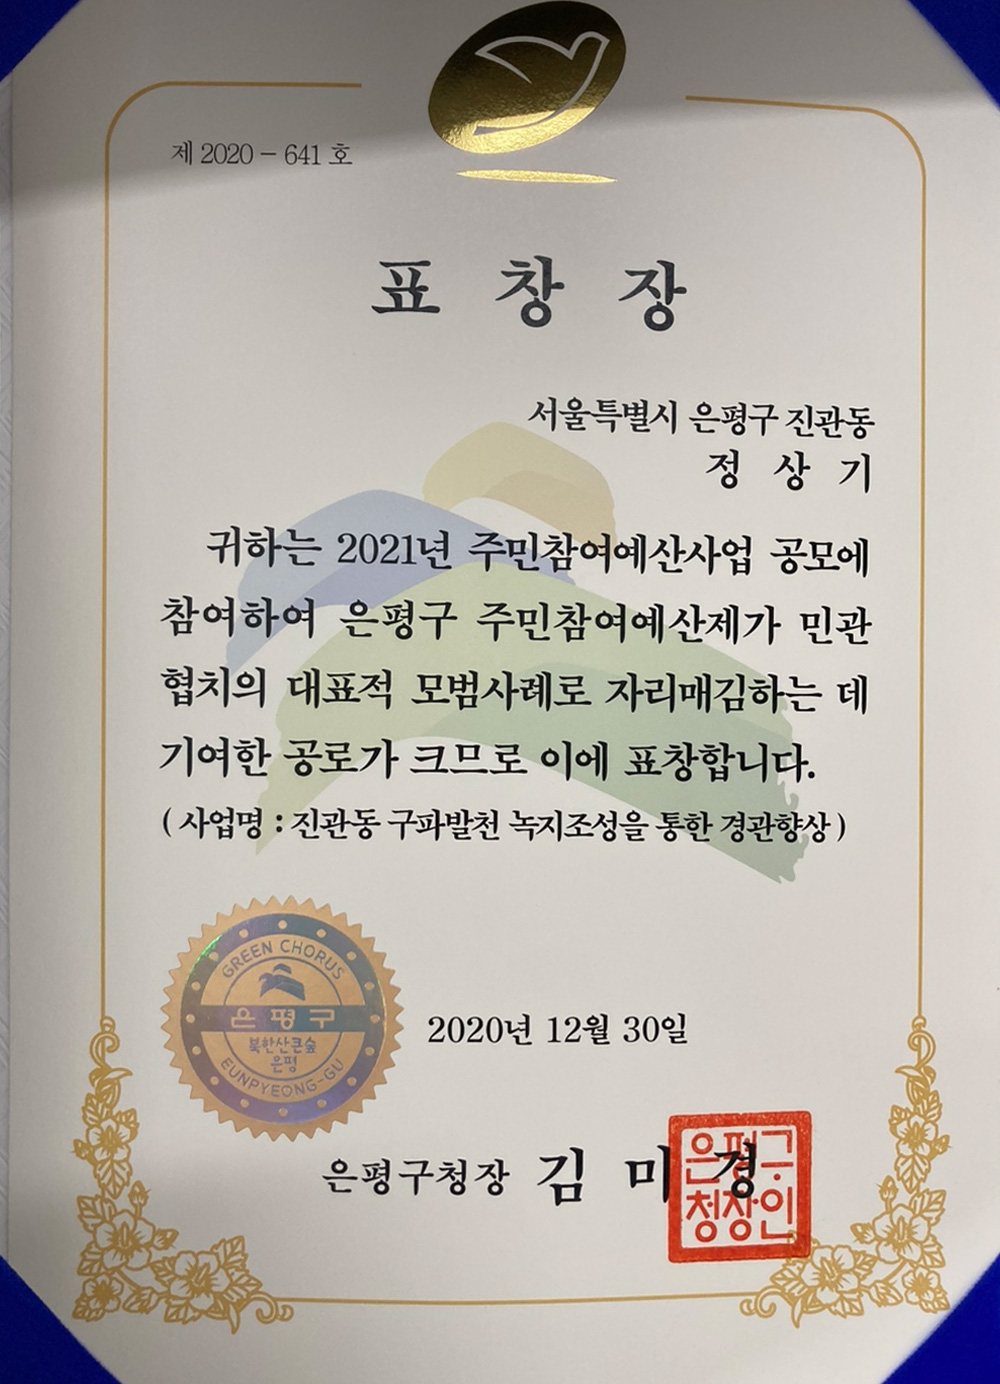 제 2020 - 641 호
표 창 장
서울특별시 은평구 진관동
정 상 기
귀하는 2021년 주민참여예산사업 공모에
참여하여 은평구 주민참여예산제가 민관
협치의 대표적 모범사례로 자리매김하는 데
기여한 공로가 크므로 이에 표창합니다.
( 사업명 : 진관동 구파발천 녹지조성을 통한 경관향상 )
GREEN CHORUS
은평구
북한산큰숲
은평
EUNPYEONG-GU
2020년 12월 30일
은평구청장 김 미 경
은평구
청장인